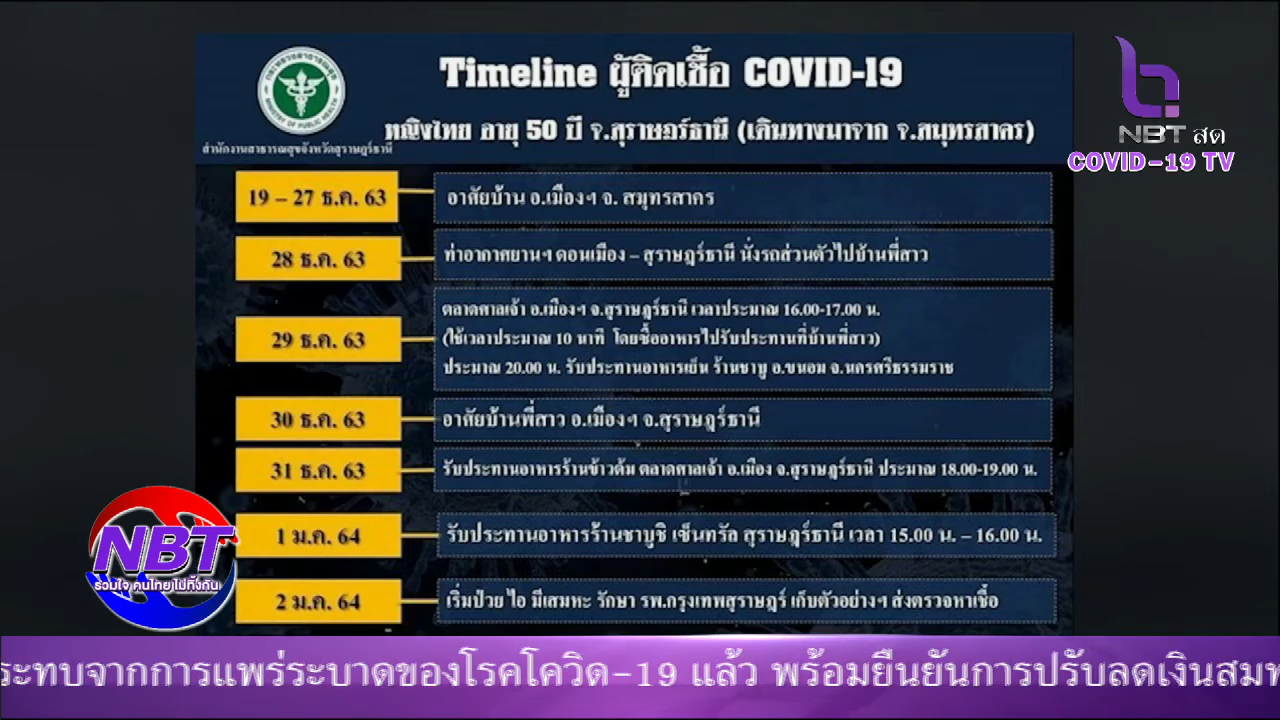 Timeline ผู้ติดเชื้อ COVID-19
หญิงไทย อายุ 50 ปี จ.สุราษฎร์ธานี (เดินทางมาจาก จ.สมุทรสาคร)
กระทรวงสาธารณสุข
MINISTRY OF PUBLIC HEALTH
สำนักงานสาธารณสุขจังหวัดสุราษฎร์ธานี
NBT สด
COVID-19 TV
19 – 27 ธ.ค. 63
อาศัยบ้าน อ.เมืองฯ จ. สมุทรสาคร
28 ธ.ค. 63
ท่าอากาศยานฯ ดอนเมือง – สุราษฎร์ธานี นั่งรถส่วนตัวไปบ้านพี่สาว
29 ธ.ค. 63
ตลาดศาลเจ้า อ.เมืองฯ จ.สุราษฎร์ธานี เวลาประมาณ 16.00-17.00 น.
(ใช้เวลาประมาณ 10 นาที โดยซื้ออาหารไปรับประทานที่บ้านพี่สาว)
ประมาณ 20.00 น. รับประทานอาหารเย็น ร้านชาบู อ.ขนอม จ.นครศรีธรรมราช
30 ธ.ค. 63
อาศัยบ้านพี่สาว อ.เมืองฯ จ.สุราษฎร์ธานี
31 ธ.ค. 63
รับประทานอาหารร้านข้าวต้ม ตลาดศาลเจ้า อ.เมือง จ.สุราษฎร์ธานี ประมาณ 18.00-19.00 น.
1 ม.ค. 64
รับประทานอาหารร้านชาบูชิ เซ็นทรัล สุราษฎร์ธานี เวลา 15.00 น. – 16.00 น.
2 ม.ค. 64
เริ่มป่วย ไอ มีเสมหะ รักษา รพ.กรุงเทพสุราษฎร์ เก็บตัวอย่างฯ ส่งตรวจหาเชื้อ
NBT
รวมใจ คนไทยไม่ทิ้งกัน
ระทบจากการแพร่ระบาดของโรคโควิด-19 แล้ว พร้อมยืนยันการปรับลดเงินสมท